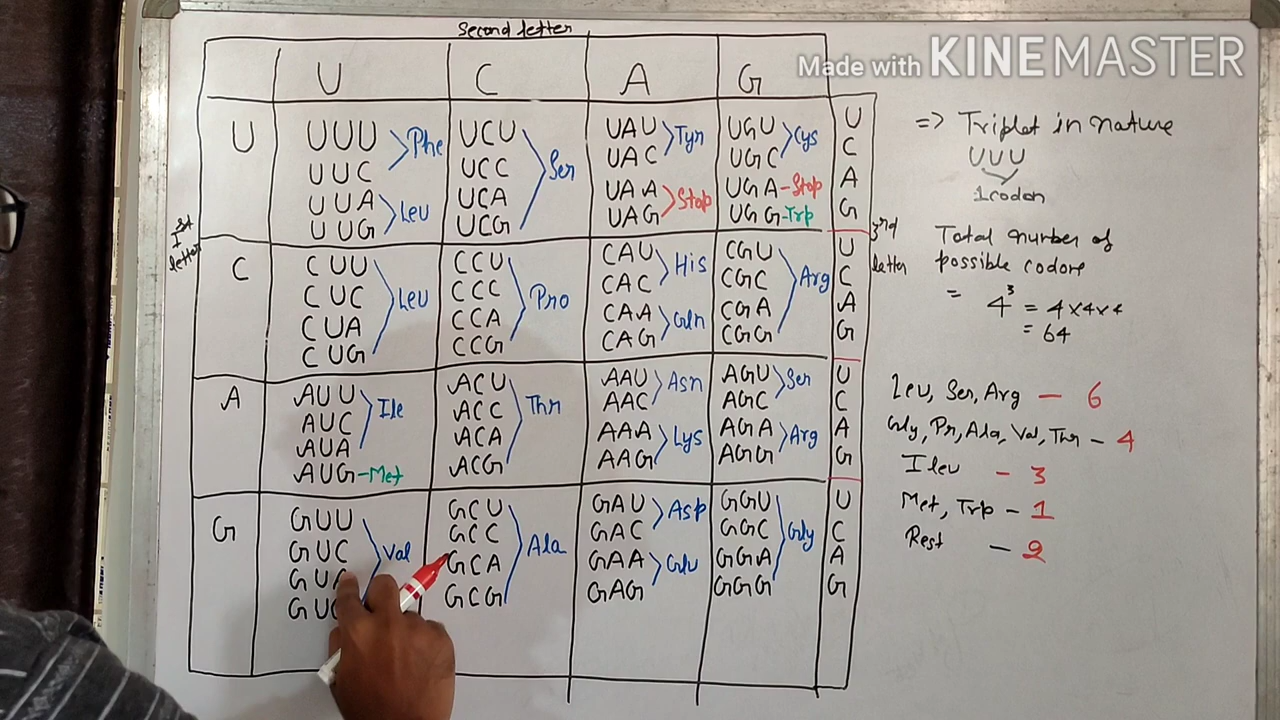 Made with KINEMASTER
Second letter
U C A G
1st letter
3rd letter
U
UUU UCU UAU UGU U
UUC Phe UCC UAC Tyr UGC Cys C
UUA UCA Ser UAA UGA-Stop A
UUG Leu UCG UAG Stop UGG-Trp G
C
CUU CCU CAU CGU U
CUC CCC CAC His CGC C
CUA Leu CCA Pro CAA CGA Arg A
CUG CCG CAG Gln CGG G
A
AUU ACU AAU AGU U
AUC Ile ACC AAC Asn AGC Ser C
AUA ACA Thr AAA AGA A
AUG-Met ACG AAG Lys AGG Arg G
G
GUU GCU GAU GGU U
GUC Val GCC GAC Asp GGC C
GUA GCA Ala GAA GGA Gly A
GU GCG GAG Glu GGG G
=> Triplet in nature
UUU
1codon
Total number of
possible codons
= 4³ = 4×4×4
= 64
Leu, Ser, Arg — 6
Gly, Pr, Ala, Val, Thr - 4
Ileu - 3
Met, Trp - 1
Rest — 2